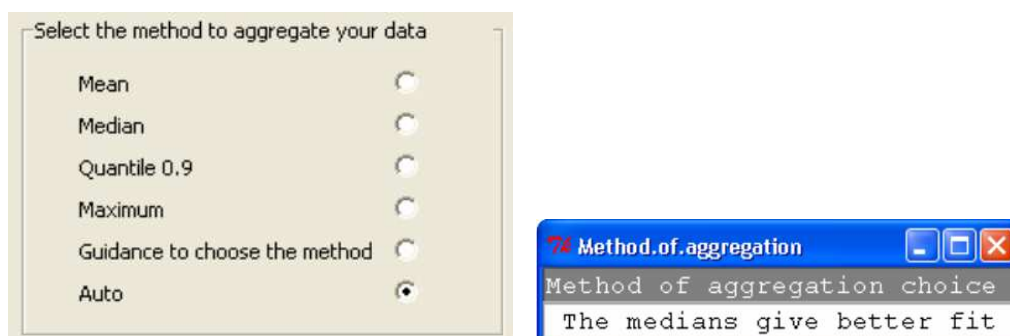 Select the method to aggregate your data
Mean
Median
Quantile 0.9
Maximum
Guidance to choose the method
Auto
Method.of.aggregation
Method of aggregation choice
The medians give better fit